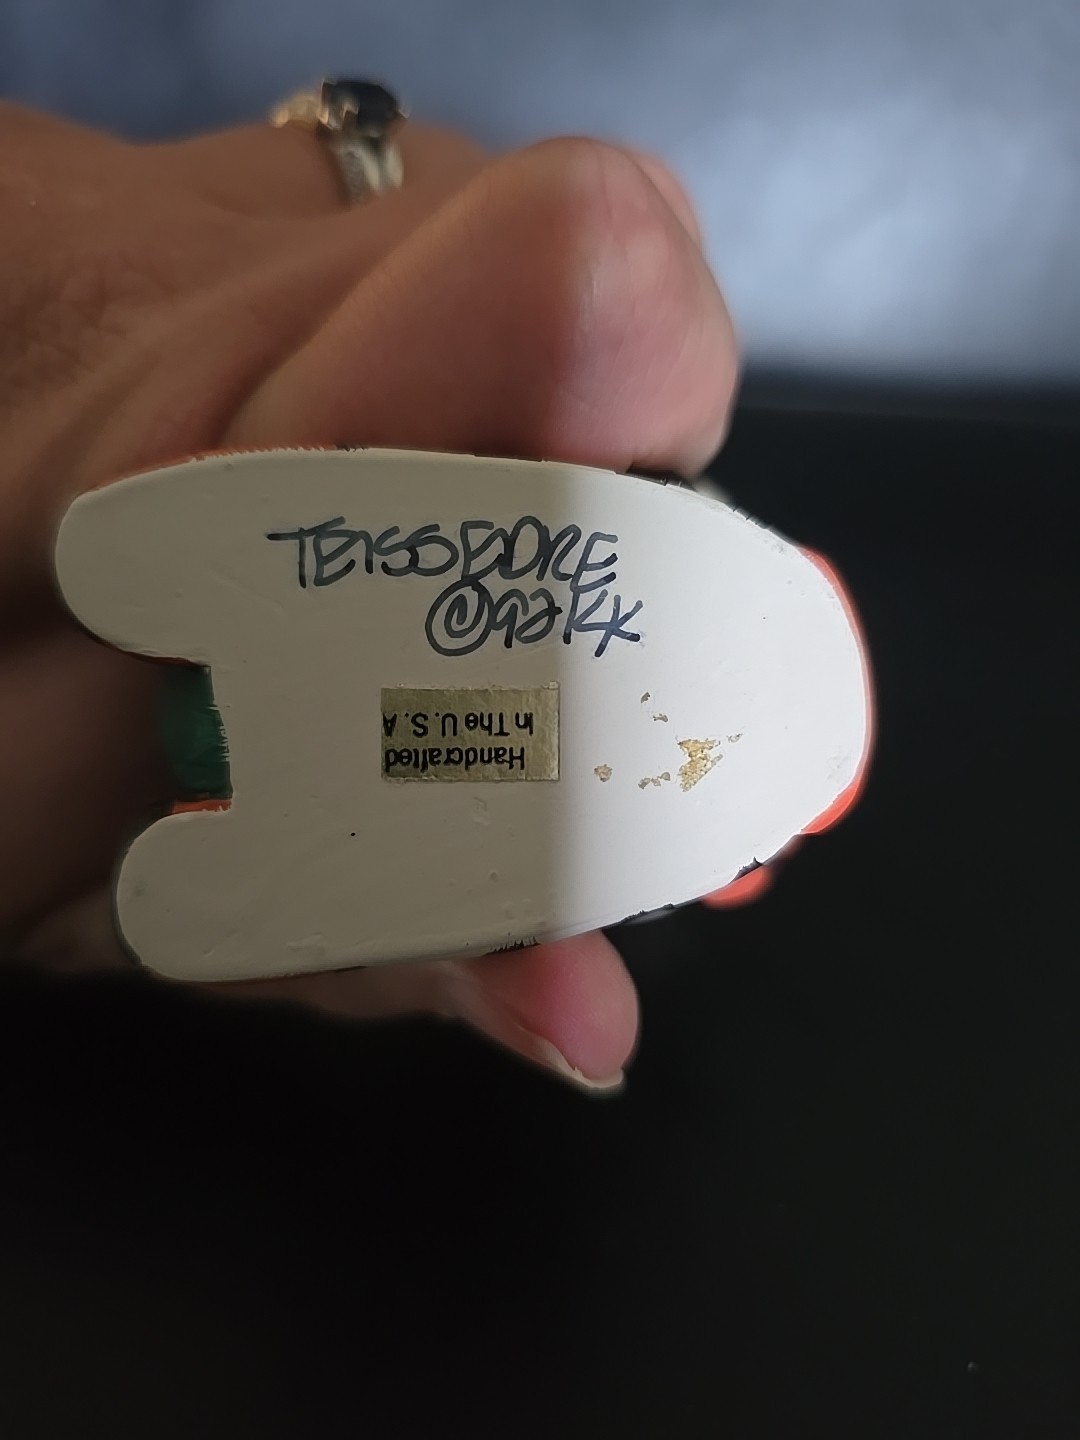 TEISSEDRE
©92KK
Handcrafted
In The U.S.A